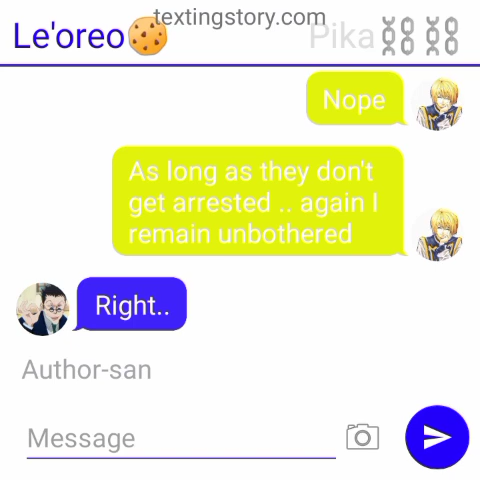 textingstory.com
Le'oreo🍪 Pika⛓⛓
Nope
As long as they don't
get arrested .. again I
remain unbothered
Right..
Author-san
Message